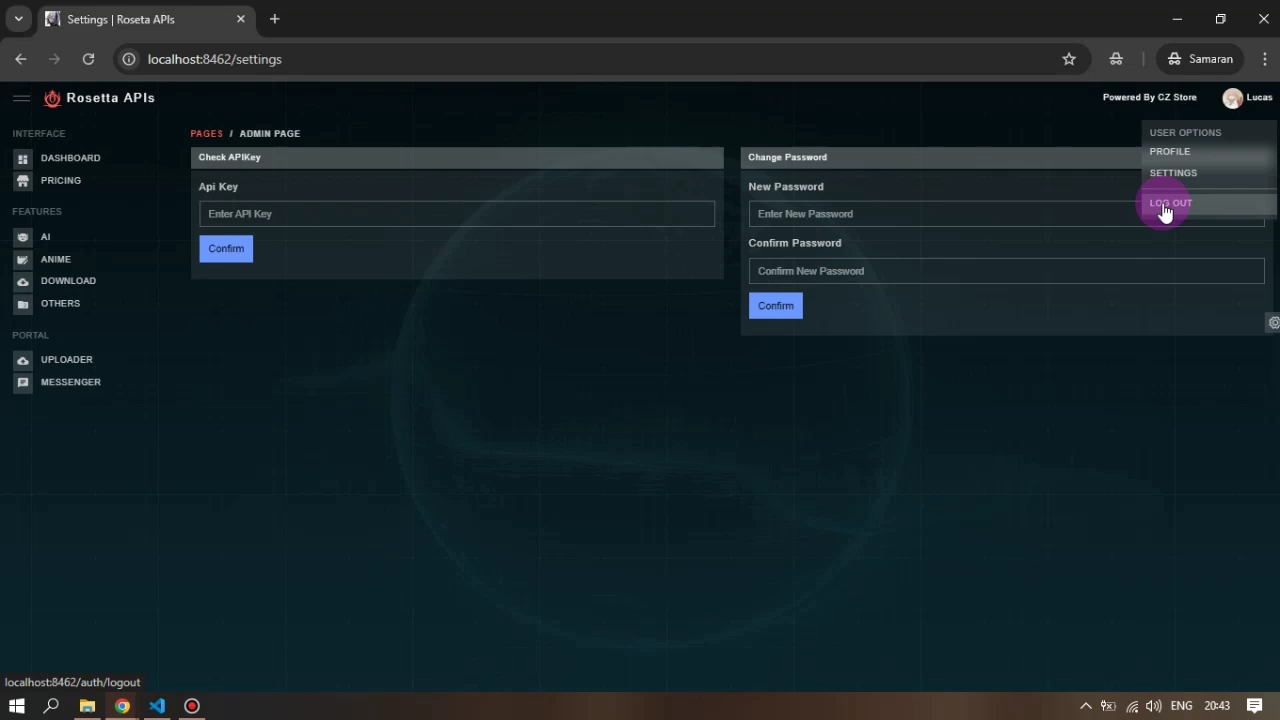 Settings | Roseta APIs
localhost:8462/settings
Samaran
Rosetta APIs
Powered By CZ Store
Lucas
INTERFACE
DASHBOARD
PRICING
FEATURES
AI
ANIME
DOWNLOAD
OTHERS
PORTAL
UPLOADER
MESSENGER
PAGES / ADMIN PAGE
Check APIKey
Api Key
Enter API Key
Confirm
Change Password
New Password
Enter New Password
Confirm Password
Confirm New Password
Confirm
USER OPTIONS
PROFILE
SETTINGS
LOG OUT
localhost:8462/auth/logout
ENG
20:43